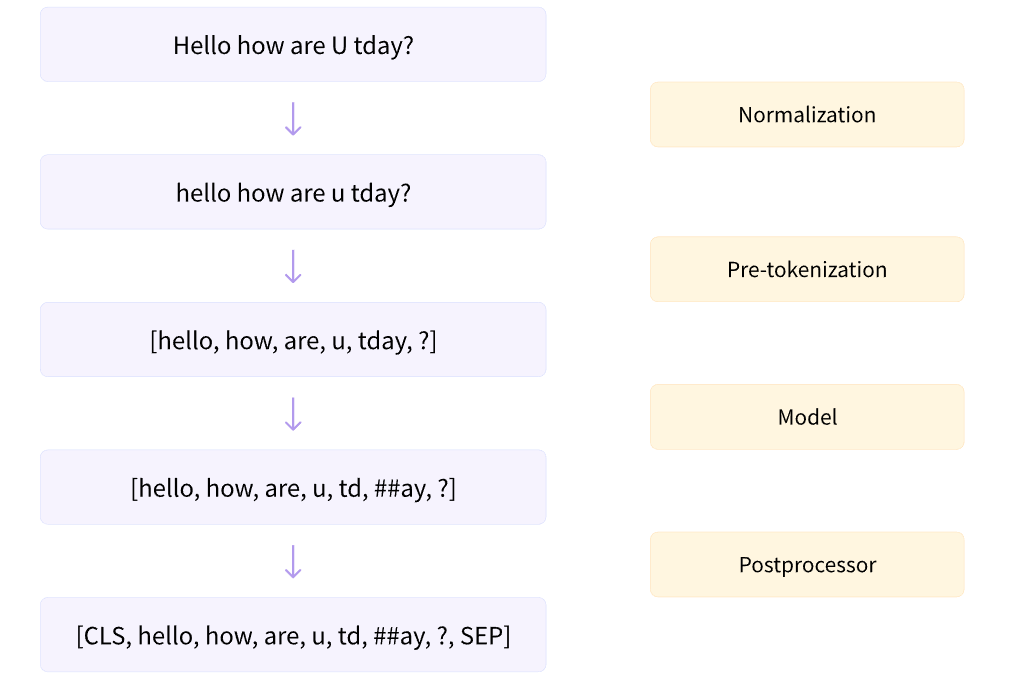 Hello how are U tday?
Normalization
hello how are u tday?
Pre-tokenization
[hello, how, are, u, tday, ?]
Model
[hello, how, are, u, td, ##ay, ?]
Postprocessor
[CLS, hello, how, are, u, td, ##ay, ?, SEP]